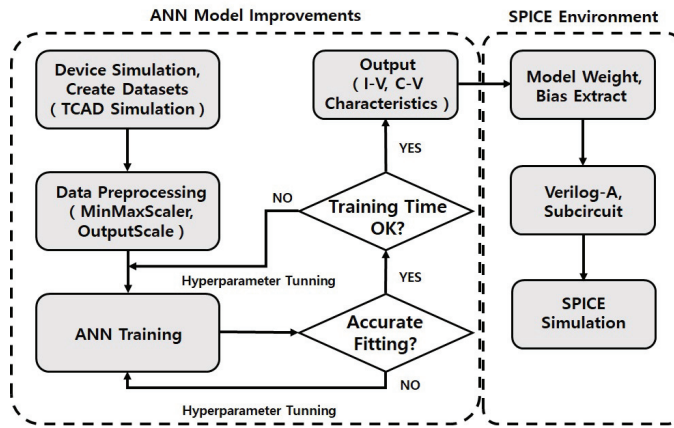 ANN Model Improvements
SPICE Environment
Device Simulation,
Create Datasets
( TCAD Simulation )
Output
( I-V, C-V
Characteristics )
Model Weight,
Bias Extract
YES
Data Preprocessing
( MinMaxScaler,
OutputScale )
NO
Training Time
OK?
Verilog-A,
Subcircuit
Hyperparameter Tunning
YES
ANN Training
Accurate
Fitting?
SPICE
Simulation
NO
Hyperparameter Tunning